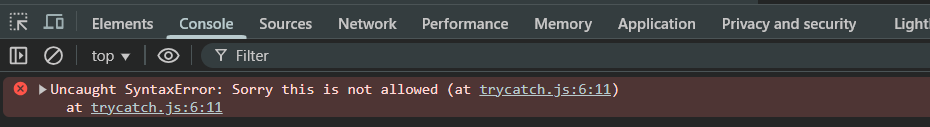 Elements Console Sources Network Performance Memory Application Privacy and security Light
top Filter
Uncaught SyntaxError: Sorry this is not allowed (at trycatch.js:6:11)
at trycatch.js:6:11